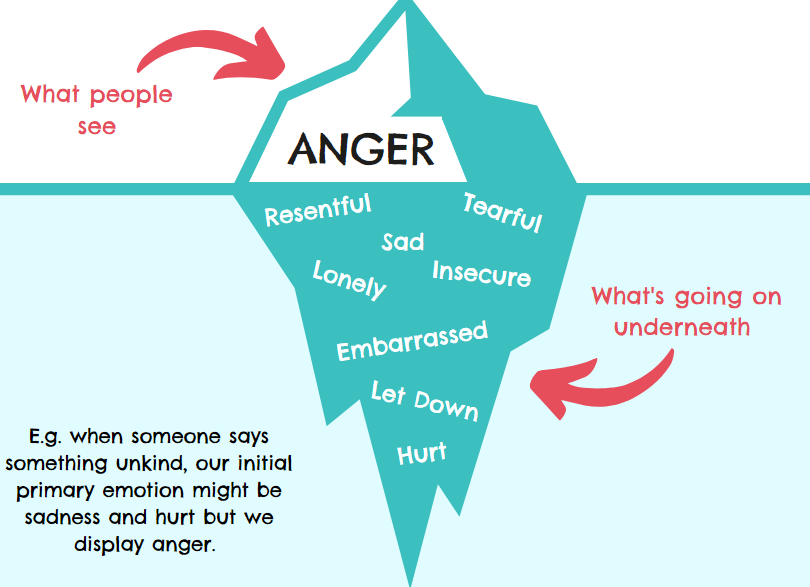 What people
see
ANGER
Resentful
Tearful
Sad
Lonely
Insecure
What's going on
underneath
Embarrassed
Let Down
Hurt
E.g. when someone says
something unkind, our initial
primary emotion might be
sadness and hurt but we
display anger.